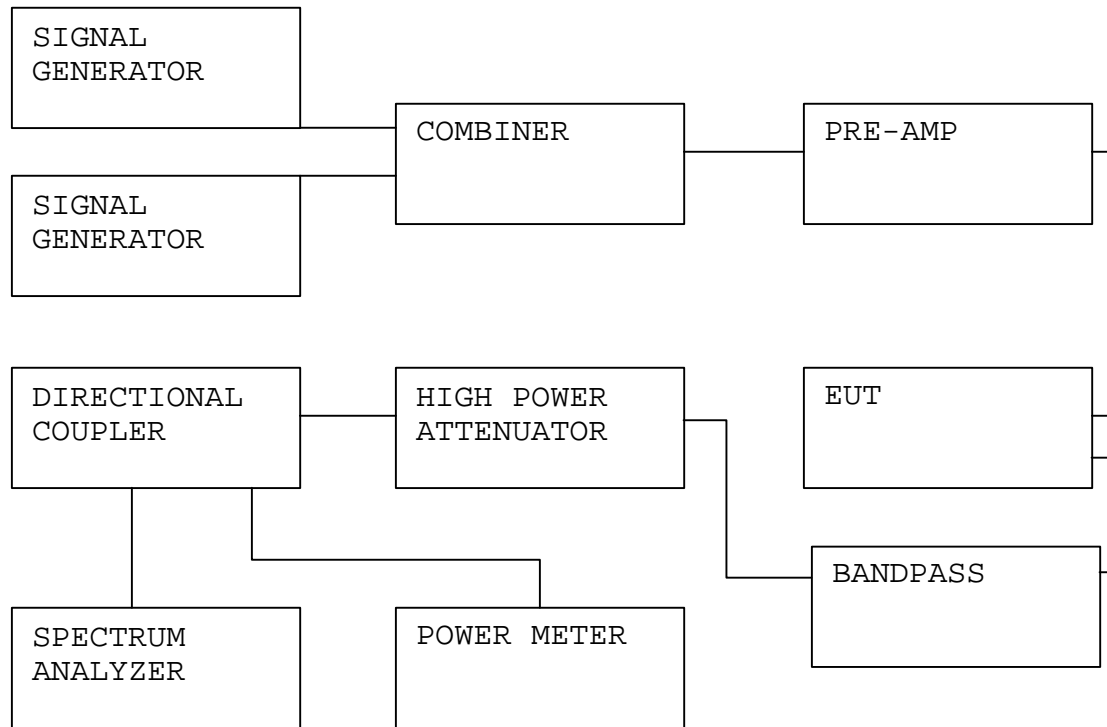 SIGNAL
GENERATOR
COMBINER
PRE-AMP
SIGNAL
GENERATOR
DIRECTIONAL
COUPLER
HIGH POWER
ATTENUATOR
EUT
BANDPASS
SPECTRUM
ANALYZER
POWER METER